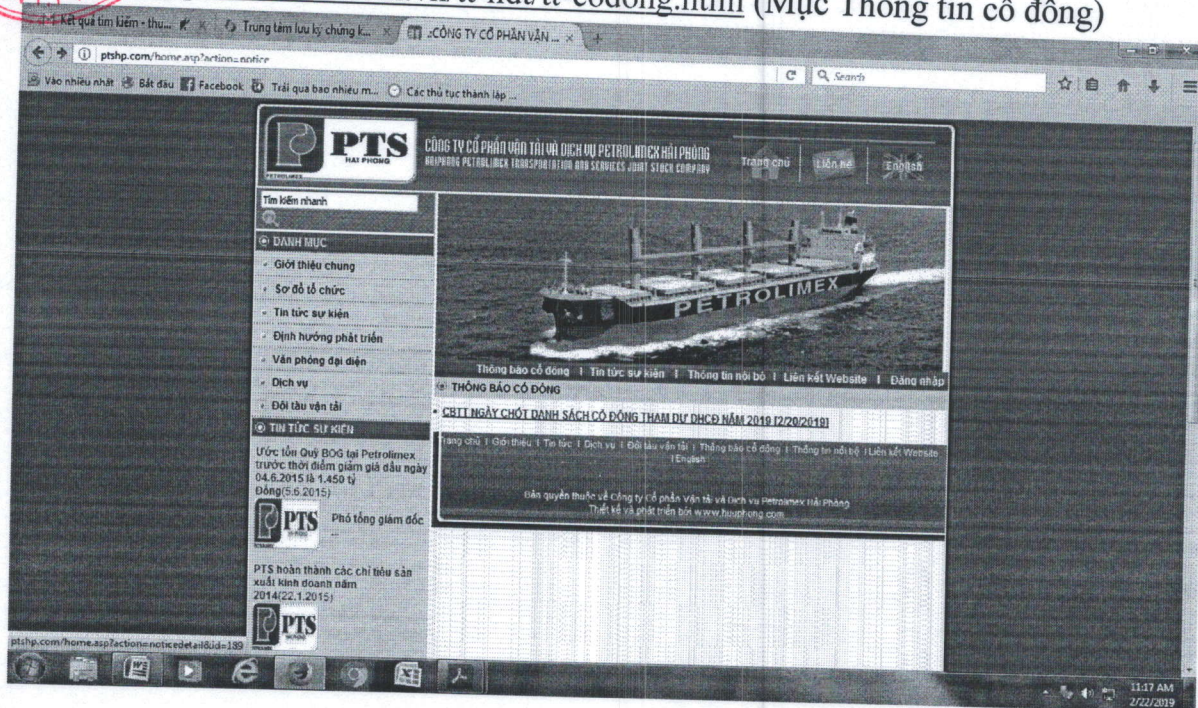 codong.html (Mục Thông tin cổ đông)
Kết quả tìm kiếm - thu...
Trung tâm lưu ký chứng k...
.:CÔNG TY CỔ PHẦN VẬN ...
ptshp.com/home.asp?action=notice
Search
Vào nhiều nhất
Bắt đầu
Facebook
Trải qua bao nhiêu m...
Các thủ tục thành lập ...
PETROLIMEX
PTS
HAI PHONG
CÔNG TY CỔ PHẦN VẬN TẢI VÀ DỊCH VỤ PETROLIMEX HẢI PHÒNG
HAIPHONG PETROLIMEX TRANSPORTATION AND SERVICES JOINT STOCK COMPANY
Trang chủ
Liên hệ
English
Tìm kiếm nhanh
DANH MỤC
Giới thiệu chung
Sơ đồ tổ chức
Tin tức sự kiện
Định hướng phát triển
Văn phòng đại diện
Dịch vụ
Đội tàu vận tải
TIN TỨC SỰ KIỆN
Ước tồn Quỹ BOG tại Petrolimex
trước thời điểm giảm giá dầu ngày
04.6.2015 là 1.450 tỷ
Đồng(5.6.2015)
PTS
Phó tổng giám đốc
...
PTS hoàn thành các chỉ tiêu sản
xuất kinh doanh năm
2014(22.1.2015)
PTS
PETROLIMEX
Thông báo cổ đông | Tin tức sự kiện | Thông tin nội bộ | Liên kết Website | Đăng nhập
THÔNG BÁO CỔ ĐÔNG
CBTT NGÀY CHỐT DANH SÁCH CỔ ĐÔNG THAM DỰ ĐHCĐ NĂM 2019 [2/20/2019]
Trang chủ | Giới thiệu | Tin tức | Dịch vụ | Đội tàu vận tải | Thông báo cổ đông | Thông tin nội bộ | Liên kết Website
| English
Bản quyền thuộc về Công ty Cổ phần Vận tải và Dịch vụ Petrolimex Hải Phòng
Thiết kế và phát triển bởi www.huuphong.com
ptshp.com/home.asp?action=noticedetail&id=189
11:17 AM
2/22/2019